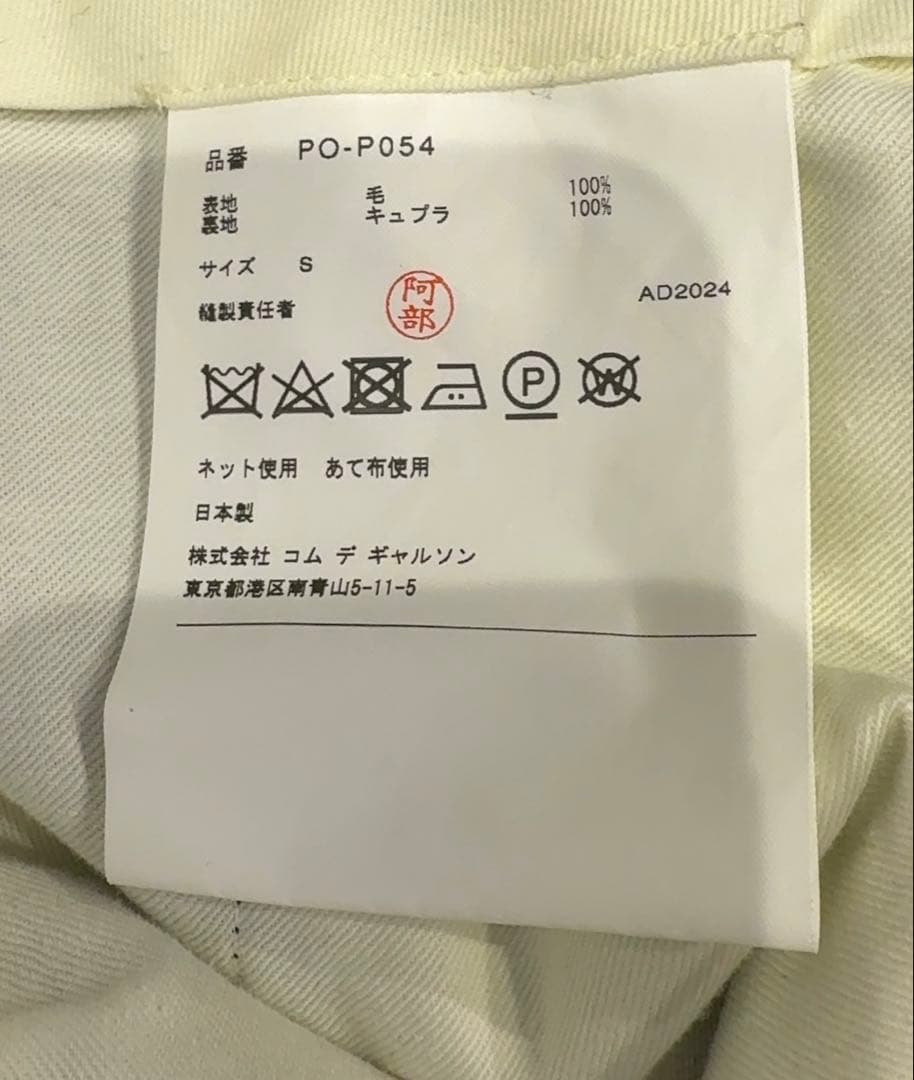 品番 PO-P054
表地 毛 100%
裏地 キュプラ 100%
サイズ S
縫製責任者 阿部 AD2024
P W
ネット使用 あて布使用
日本製
株式会社 コム デ ギャルソン
東京都港区南青山5-11-5